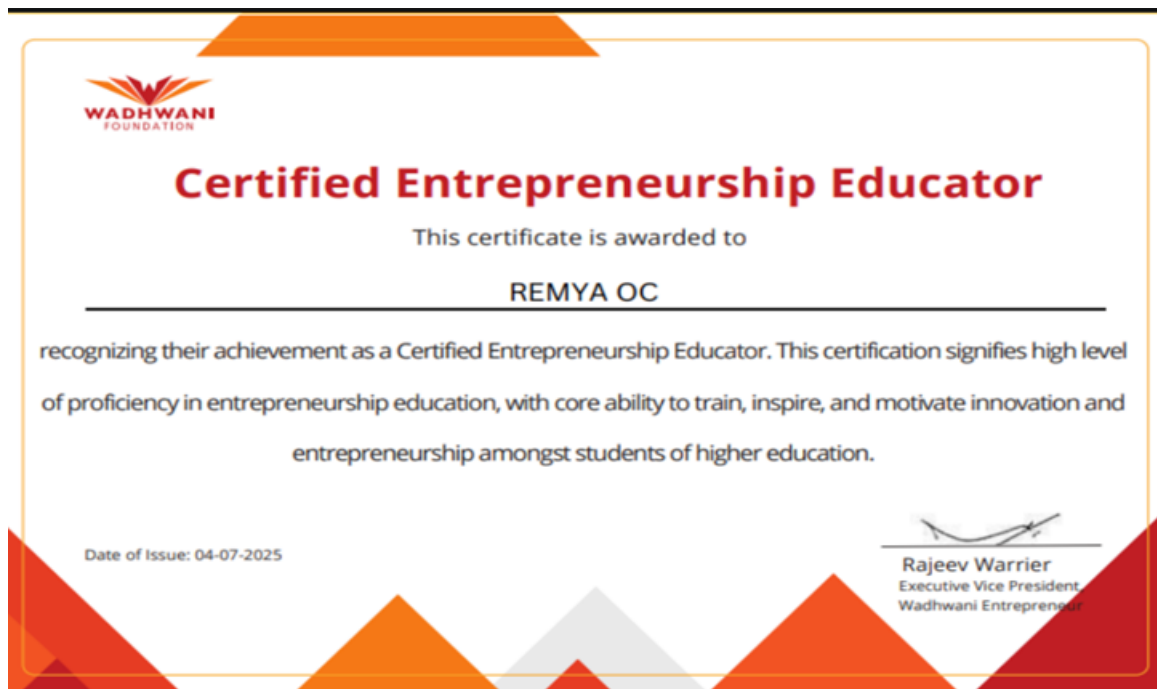 WADHWANI
FOUNDATION
Certified Entrepreneurship Educator
This certificate is awarded to
REMYA OC
recognizing their achievement as a Certified Entrepreneurship Educator. This certification signifies high level
of proficiency in entrepreneurship education, with core ability to train, inspire, and motivate innovation and
entrepreneurship amongst students of higher education.
Date of Issue: 04-07-2025
Rajeev Warrier
Executive Vice President,
Wadhwani Entrepreneur